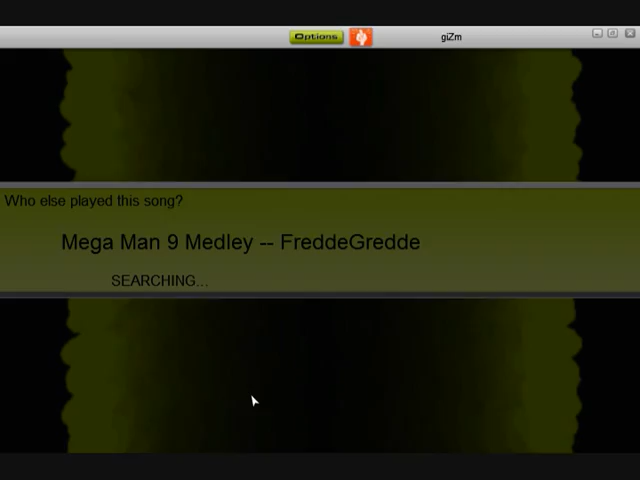 Options
giZm
Who else played this song?
Mega Man 9 Medley -- FreddeGredde
SEARCHING...